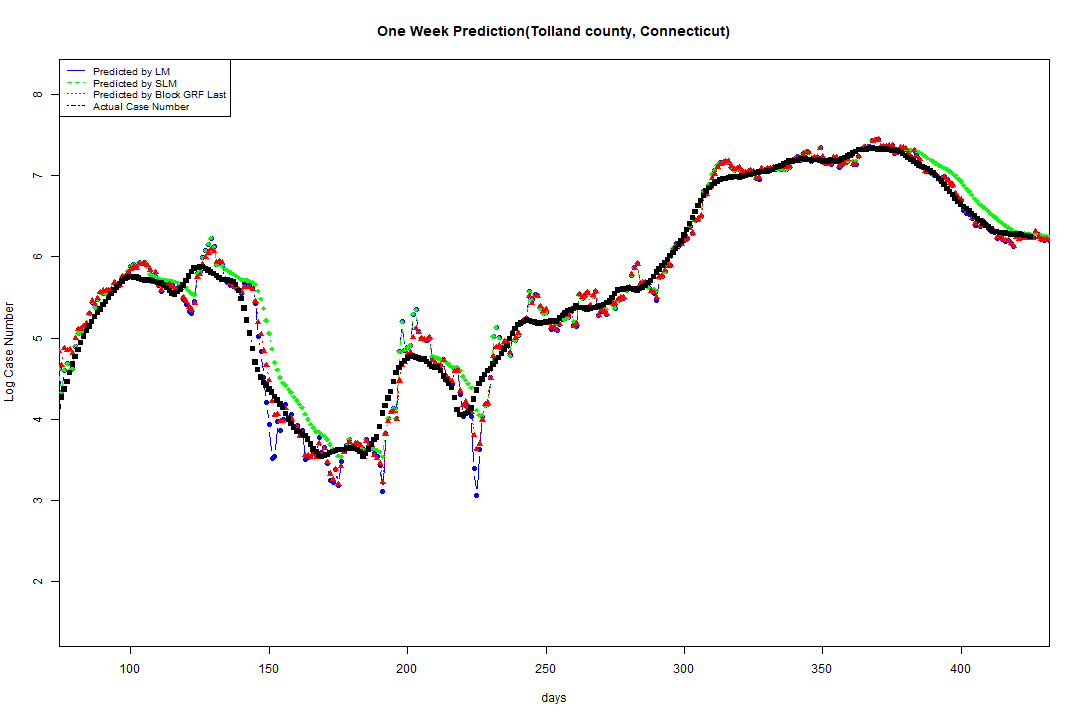 One Week Prediction(Tolland county, Connecticut)
Predicted by LM
Predicted by SLM
Predicted by Block GRF Last
Actual Case Number
8
7
6
5
4
3
2
Log Case Number
100 150 200 250 300 350 400
days